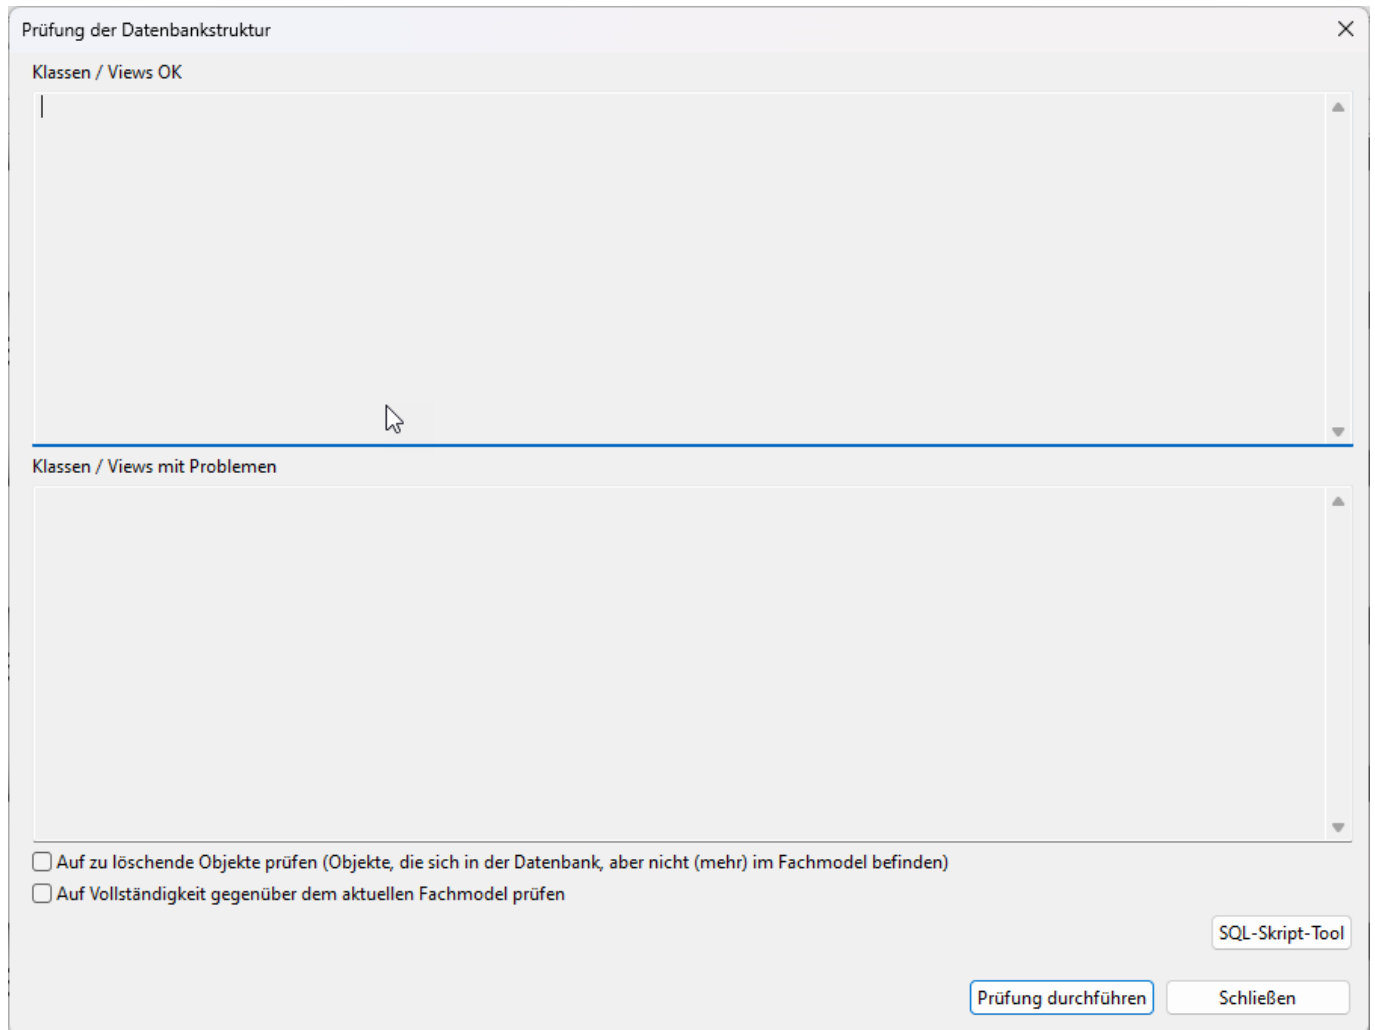 Prüfung der Datenbankstruktur
Klassen / Views OK
Klassen / Views mit Problemen
Auf zu löschende Objekte prüfen (Objekte, die sich in der Datenbank, aber nicht (mehr) im Fachmodel befinden)
Auf Vollständigkeit gegenüber dem aktuellen Fachmodel prüfen
SQL-Skript-Tool
Prüfung durchführen
Schließen